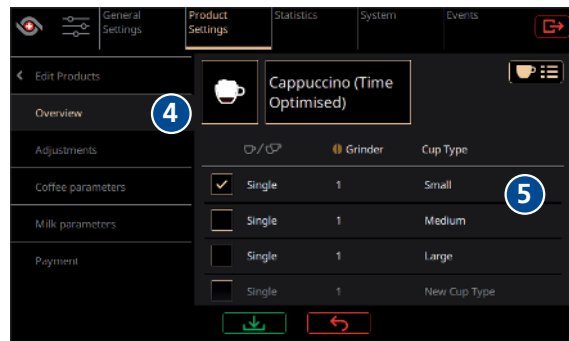 General Settings
Product Settings
Statistics
System
Events
Edit Products
Overview
Adjustments
Coffee parameters
Milk parameters
Payment
4
Cappuccino (Time
Optimised)
Grinder Cup Type
Single 1 Small
Single 1 Medium
Single 1 Large
Single 1 New Cup Type
5